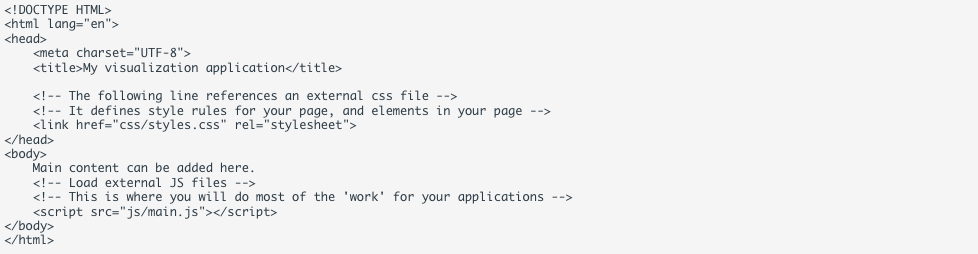 <!DOCTYPE HTML>
<html lang="en">
<head>
    <meta charset="UTF-8">
    <title>My visualization application</title>

    <!-- The following line references an external css file -->
    <!-- It defines style rules for your page, and elements in your page -->
    <link href="css/styles.css" rel="stylesheet">
</head>
<body>
    Main content can be added here.
    <!-- Load external JS files -->
    <!-- This is where you will do most of the 'work' for your applications -->
    <script src="js/main.js"></script>
</body>
</html>